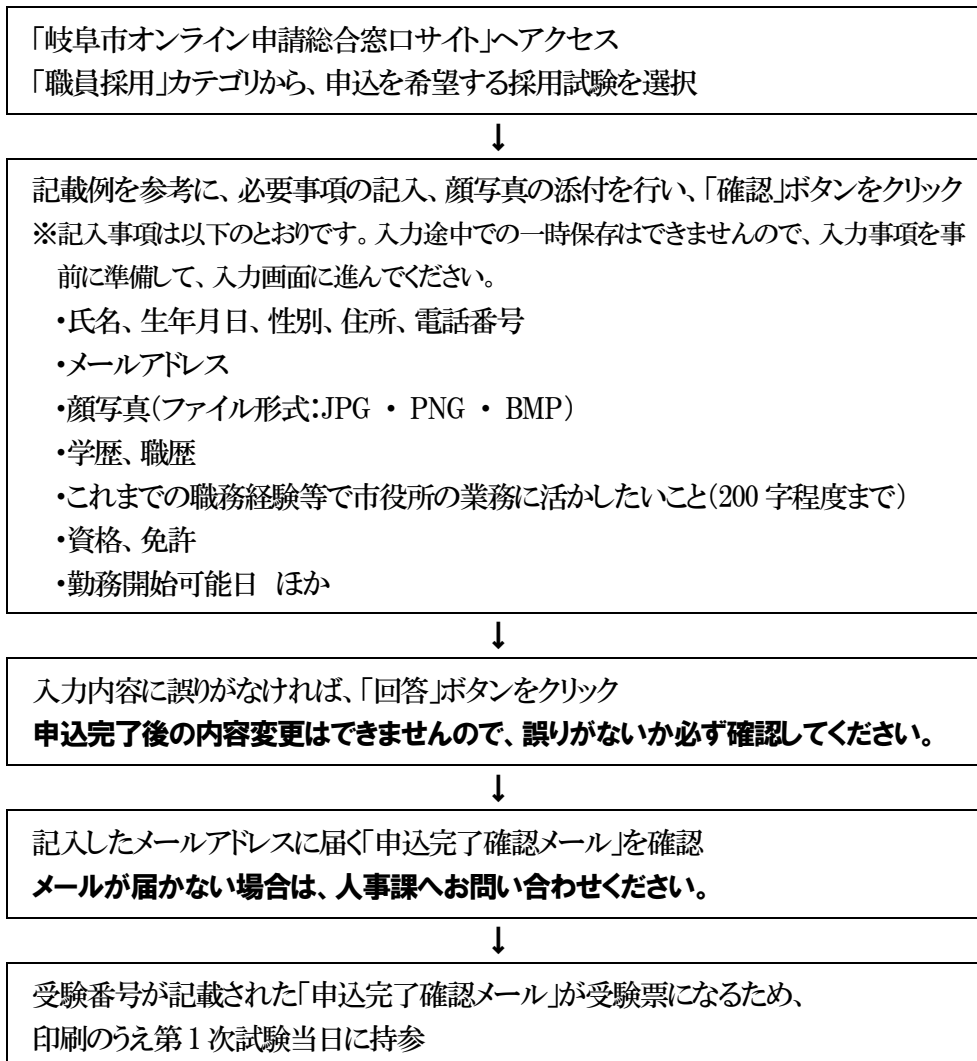 「岐阜市オンライン申請総合窓口サイト」へアクセス
「職員採用」カテゴリから、申込を希望する採用試験を選択
↓
記載例を参考に、必要事項の記入、顔写真の添付を行い、「確認」ボタンをクリック
※記入事項は以下のとおりです。入力途中での一時保存はできませんので、入力事項を事
前に準備して、入力画面に進んでください。
・氏名、生年月日、性別、住所、電話番号
・メールアドレス
・顔写真(ファイル形式:JPG ・ PNG ・ BMP)
・学歴、職歴
・これまでの職務経験等で市役所の業務に活かしたいこと(200 字程度まで)
・資格、免許
・勤務開始可能日　ほか
↓
入力内容に誤りがなければ、「回答」ボタンをクリック
申込完了後の内容変更はできませんので、誤りがないか必ず確認してください。
↓
記入したメールアドレスに届く「申込完了確認メール」を確認
メールが届かない場合は、人事課へお問い合わせください。
↓
受験番号が記載された「申込完了確認メール」が受験票になるため、
印刷のうえ第 1 次試験当日に持参